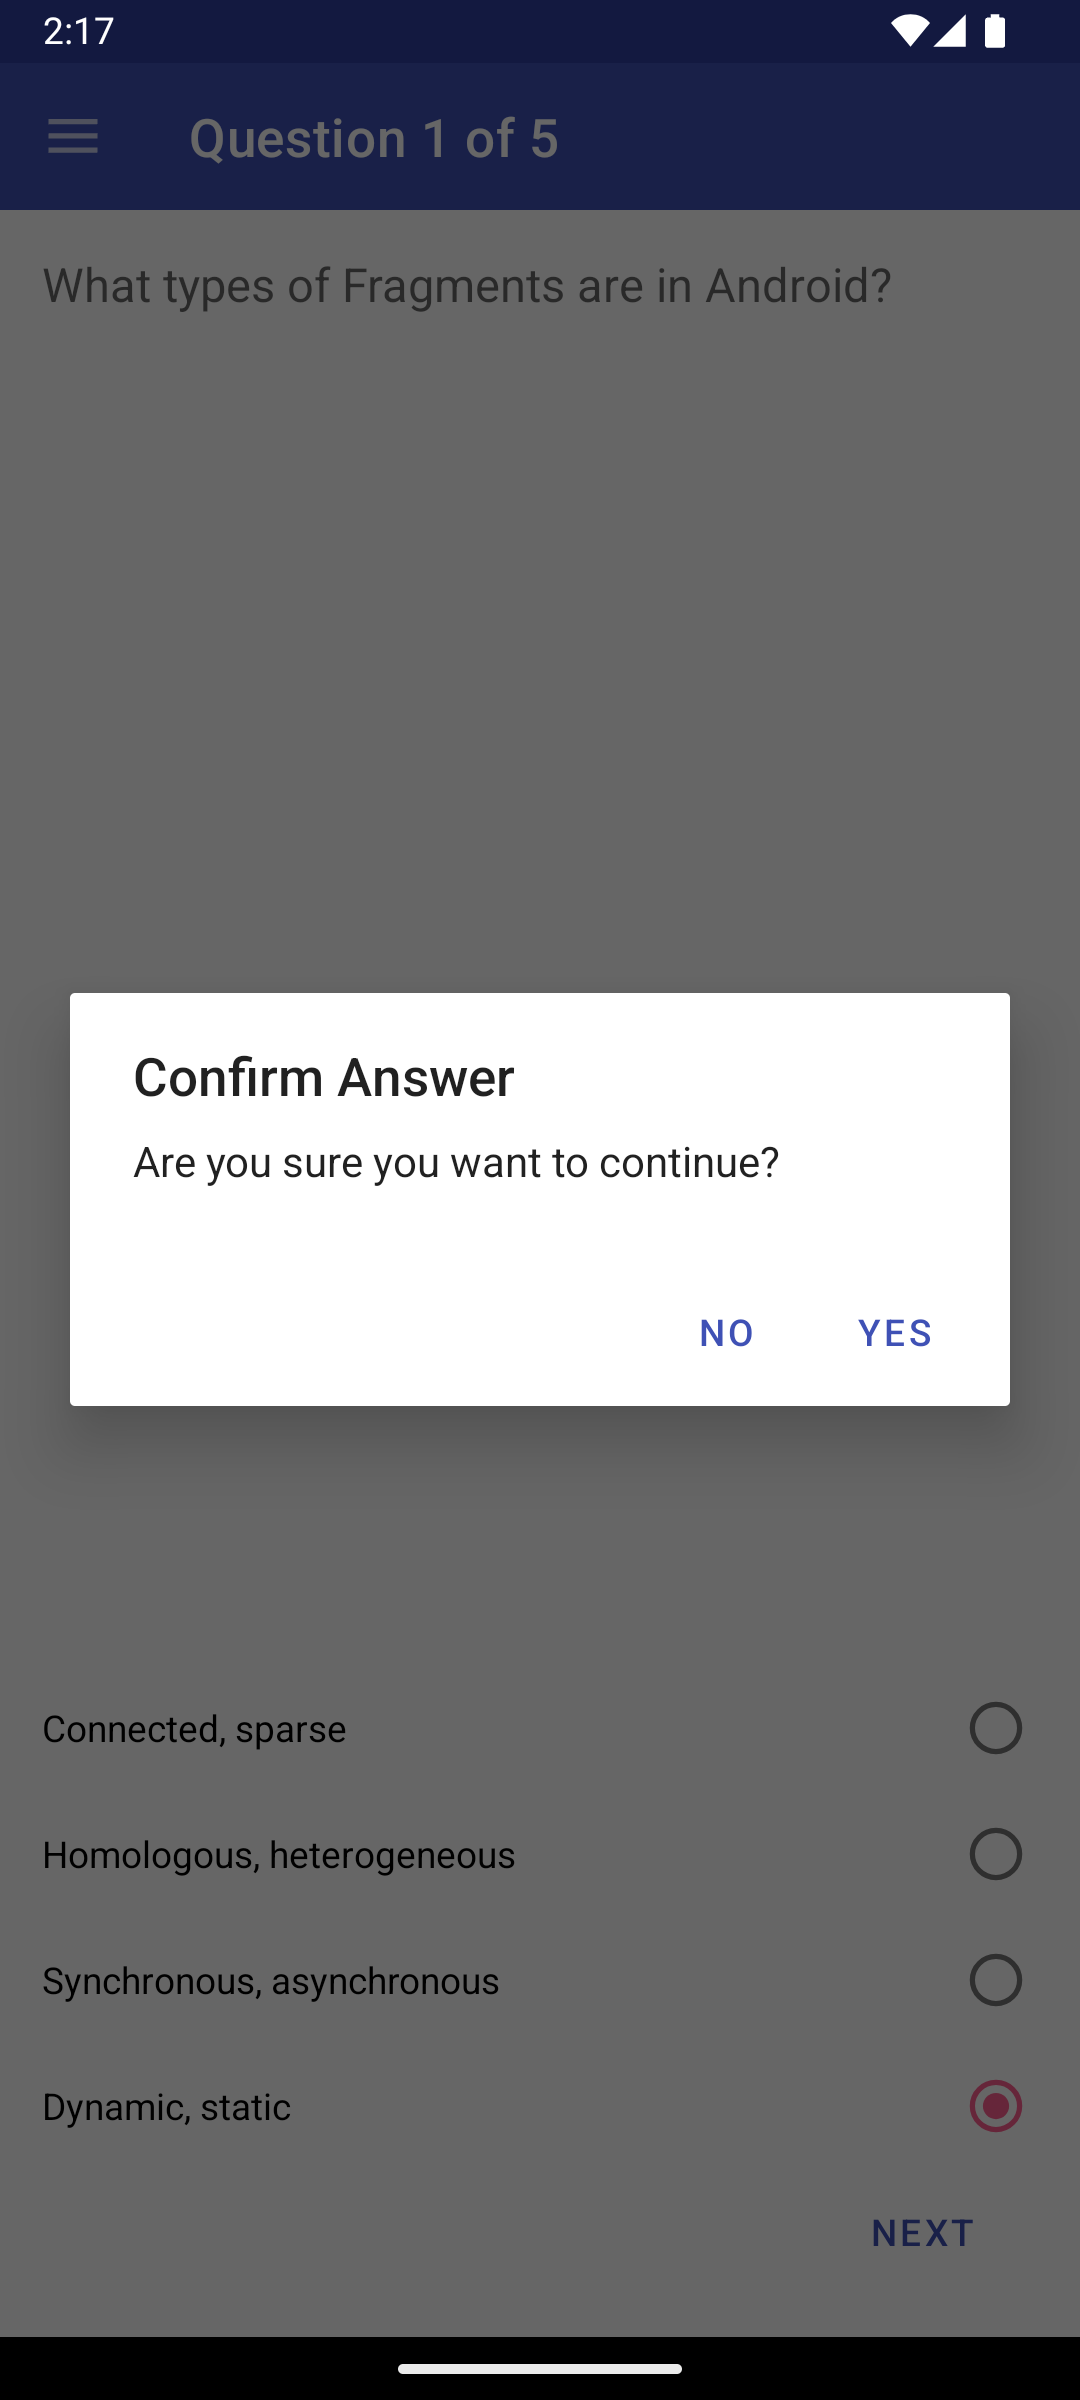 2:17
Question 1 of 5
What types of Fragments are in Android?
Confirm Answer
Are you sure you want to continue?
NO
YES
Connected, sparse
Homologous, heterogeneous
Synchronous, asynchronous
Dynamic, static
NEXT